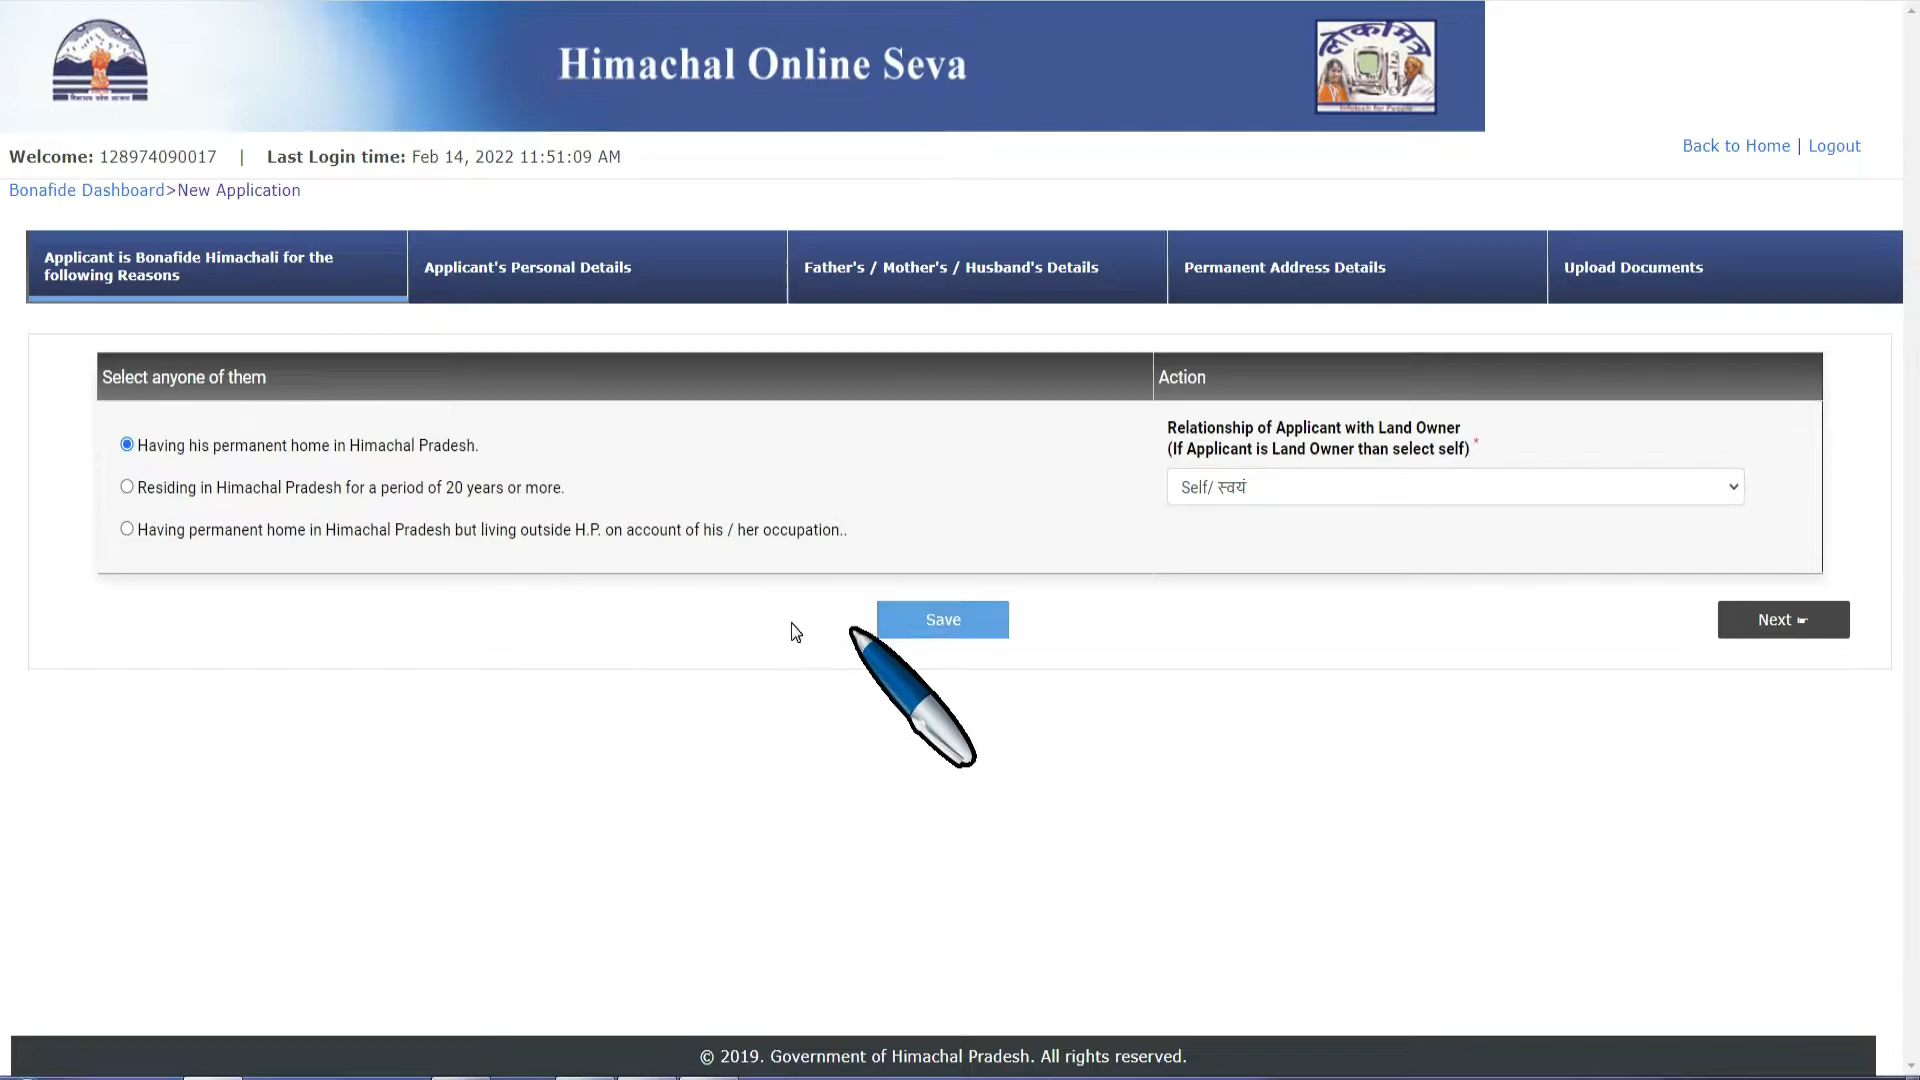 Himachal Online Seva
लोकमित्र
Welcome: 128974090017 | Last Login time: Feb 14, 2022 11:51:09 AM
Back to Home | Logout
Bonafide Dashboard>New Application
Applicant is Bonafide Himachali for the
following Reasons
Applicant's Personal Details
Father's / Mother's / Husband's Details
Permanent Address Details
Upload Documents
Select anyone of them
Action
Having his permanent home in Himachal Pradesh.
Residing in Himachal Pradesh for a period of 20 years or more.
Having permanent home in Himachal Pradesh but living outside H.P. on account of his / her occupation..
Relationship of Applicant with Land Owner
(If Applicant is Land Owner than select self) *
Self/ स्वयं
Save
Next
© 2019. Government of Himachal Pradesh. All rights reserved.